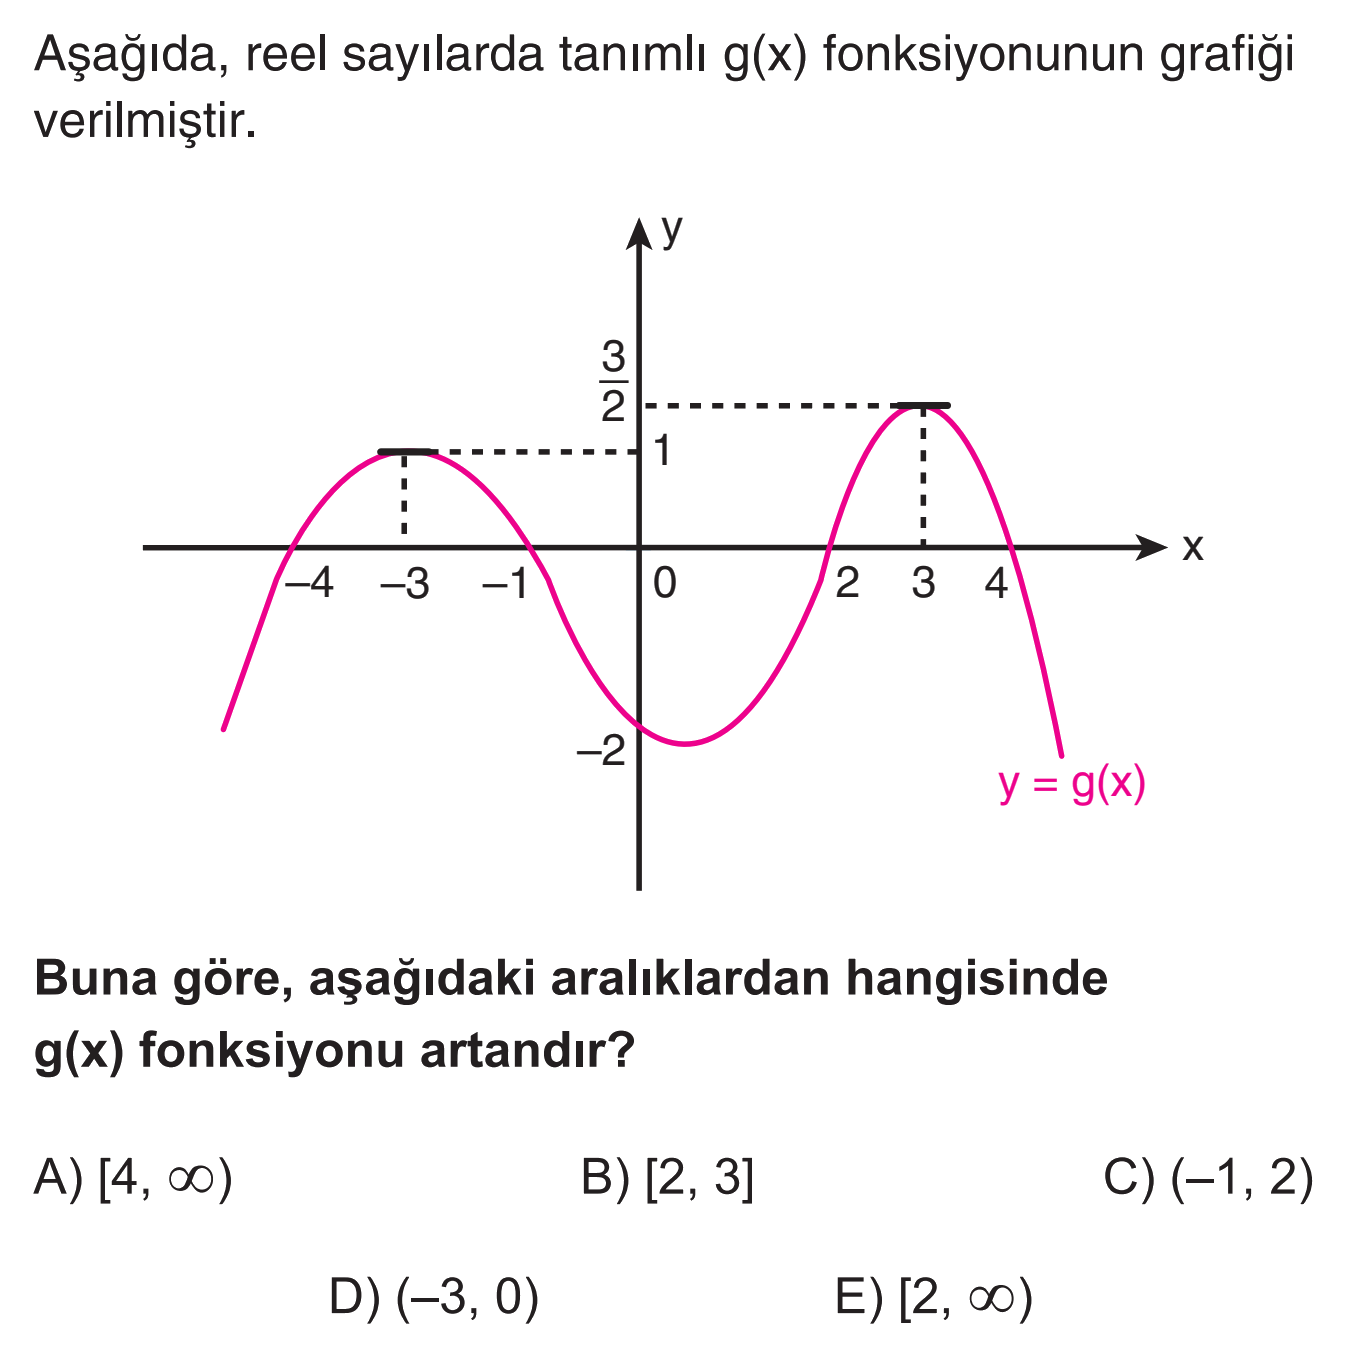 Aşağıda, reel sayılarda tanımlı g(x) fonksiyonunun grafiği
verilmiştir.
y
3
2
1
x
–4 –3 –1 0 2 3 4
–2
y = g(x)
Buna göre, aşağıdaki aralıklardan hangisinde
g(x) fonksiyonu artandır?
A) [4, ∞) B) [2, 3] C) (–1, 2)
D) (–3, 0) E) [2, ∞)